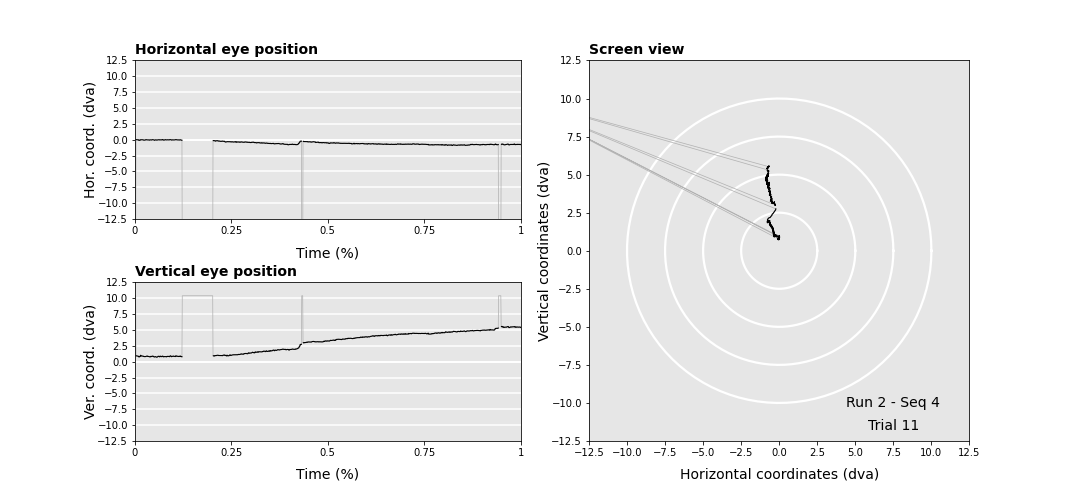 Horizontal eye position
Hor. coord. (dva)
12.5
10.0
7.5
5.0
2.5
0.0
−2.5
−5.0
−7.5
−10.0
−12.5
0 0.25 0.5 0.75 1
Time (%)
Vertical eye position
Ver. coord. (dva)
12.5
10.0
7.5
5.0
2.5
0.0
−2.5
−5.0
−7.5
−10.0
−12.5
0 0.25 0.5 0.75 1
Time (%)
Screen view
Vertical coordinates (dva)
12.5
10.0
7.5
5.0
2.5
0.0
−2.5
−5.0
−7.5
−10.0
−12.5
Run 2 - Seq 4
Trial 11
−12.5 −10.0 −7.5 −5.0 −2.5 0.0 2.5 5.0 7.5 10.0 12.5
Horizontal coordinates (dva)